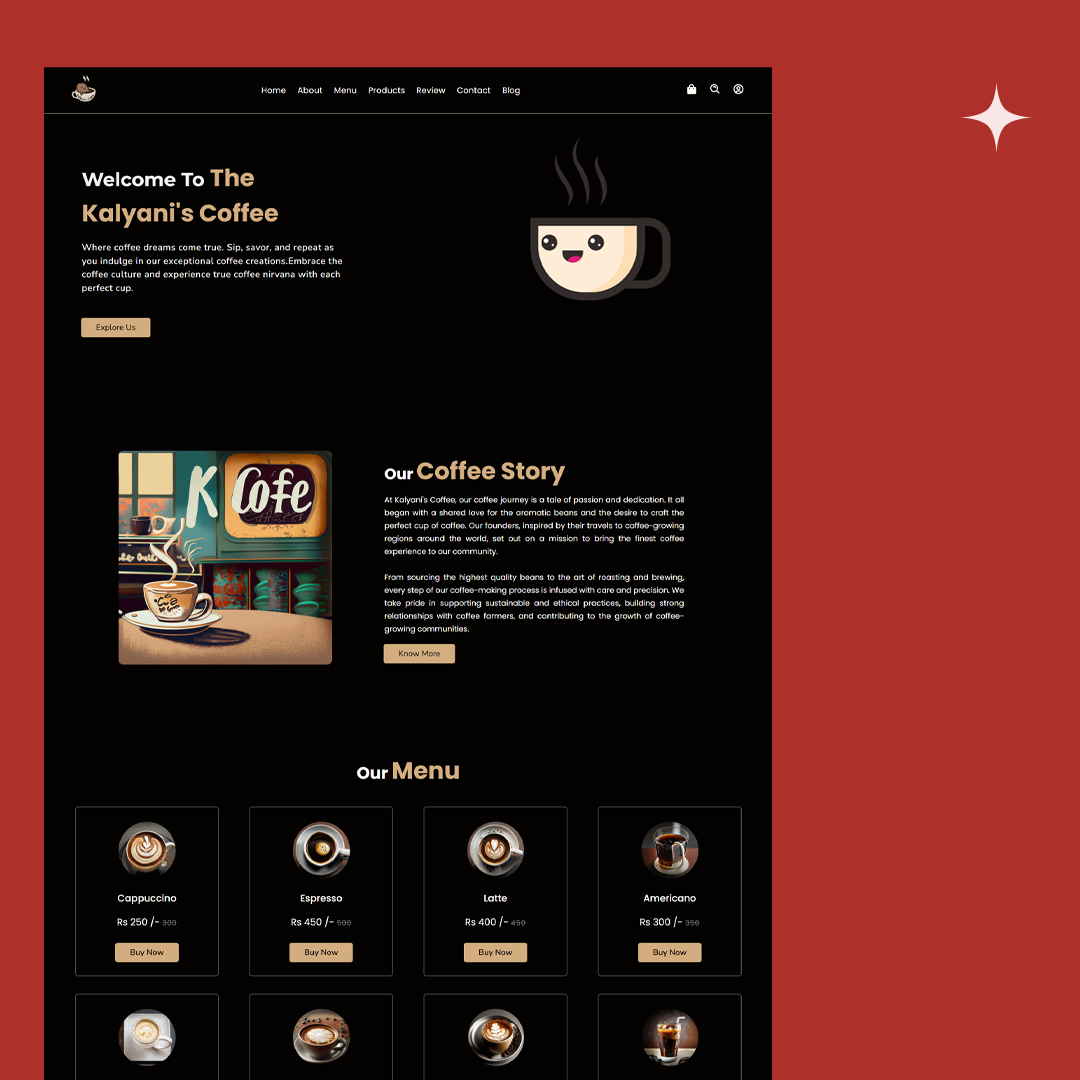 Home About Menu Products Review Contact Blog
Welcome To The
Kalyani's Coffee
Where coffee dreams come true. Sip, savor, and repeat as
you indulge in our exceptional coffee creations.Embrace the
coffee culture and experience true coffee nirvana with each
perfect cup.
Explore Us
K Cofe
Our Coffee Story
At Kalyani's Coffee, our coffee journey is a tale of passion and dedication. It all
began with a shared love for the aromatic beans and the desire to craft the
perfect cup of coffee. Our founders, inspired by their travels to coffee-growing
regions around the world, set out on a mission to bring the finest coffee
experience to our community.
From sourcing the highest quality beans to the art of roasting and brewing,
every step of our coffee-making process is infused with care and precision. We
take pride in supporting sustainable and ethical practices, building strong
relationships with coffee farmers, and contributing to the growth of coffee-
growing communities.
Know More
Our Menu
Cappuccino Espresso Latte Americano
Rs 250 /- 300 Rs 450 /- 500 Rs 400 /- 450 Rs 300 /- 350
Buy Now Buy Now Buy Now Buy Now